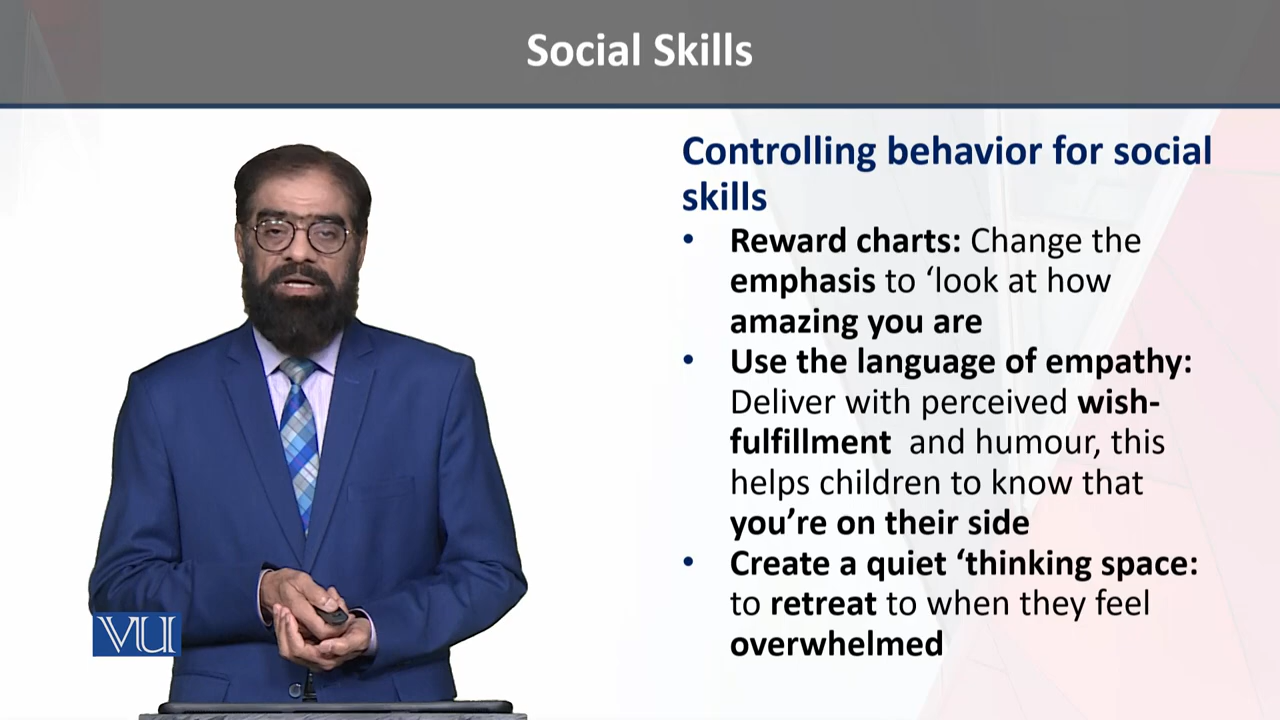 Social Skills
Controlling behavior for social
skills
• Reward charts: Change the
emphasis to ‘look at how
amazing you are
• Use the language of empathy:
Deliver with perceived wish-
fulfillment and humour, this
helps children to know that
you’re on their side
• Create a quiet ‘thinking space:
to retreat to when they feel
overwhelmed
VU